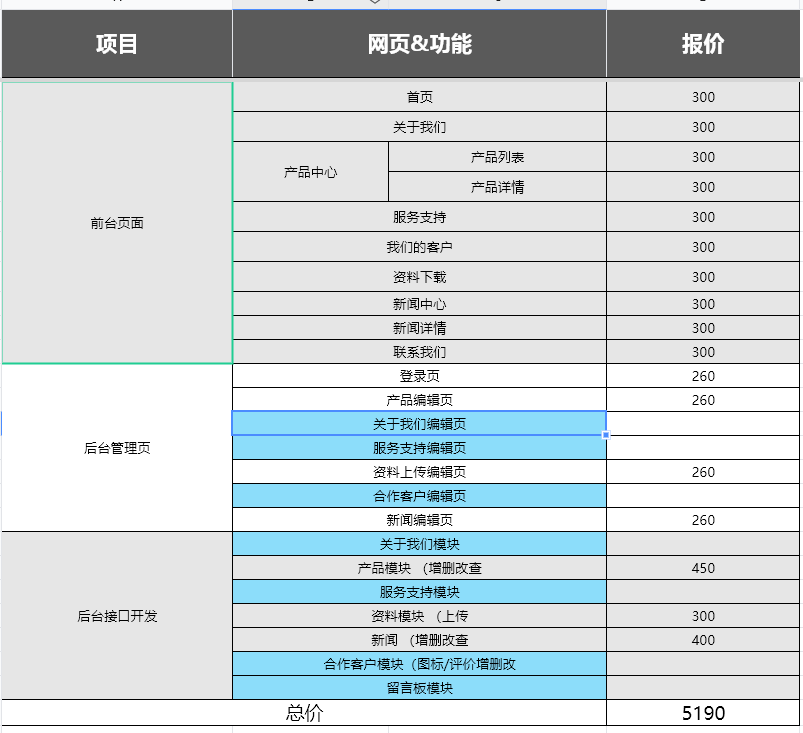 项目 网页&功能 报价
首页 300
关于我们 300
产品中心 产品列表 300
产品详情 300
前台页面 服务支持 300
我们的客户 300
资料下载 300
新闻中心 300
新闻详情 300
联系我们 300
登录页 260
产品编辑页 260
关于我们编辑页
后台管理页 服务支持编辑页
资料上传编辑页 260
合作客户编辑页
新闻编辑页 260
关于我们模块
产品模块 （增删改查 450
服务支持模块
后台接口开发 资料模块 （上传 300
新闻 （增删改查 400
合作客户模块（图标/评价增删改
留言板模块
总价 5190